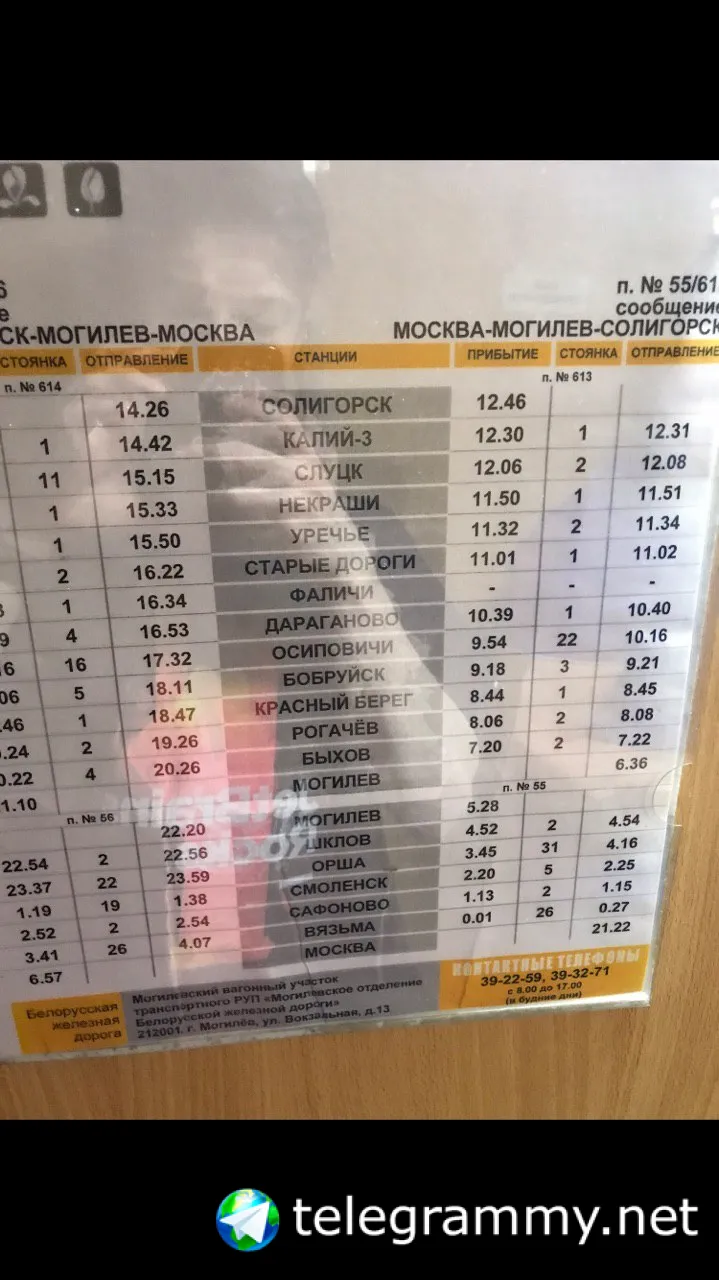 6
п. № 55/61
е
сообщение
СК-МОГИЛЕВ-МОСКВА
МОСКВА-МОГИЛЕВ-СОЛИГОРСК
СТОЯНКА ОТПРАВЛЕНИЕ СТАНЦИИ ПРИБЫТИЕ СТОЯНКА ОТПРАВЛЕНИЕ
п. № 614 п. № 613
14.26 СОЛИГОРСК 12.46
1 14.42 КАЛИЙ-3 12.30 1 12.31
11 15.15 СЛУЦК 12.06 2 12.08
1 15.33 НЕКРАШИ 11.50 1 11.51
1 15.50 УРЕЧЬЕ 11.32 2 11.34
2 16.22 СТАРЫЕ ДОРОГИ 11.01 1 11.02
1 16.34 ФАЛИЧИ - - -
9 4 16.53 ДАРАГАНОВО 10.39 1 10.40
16 16 17.32 ОСИПОВИЧИ 9.54 22 10.16
06 5 18.11 БОБРУЙСК 9.18 3 9.21
.46 1 18.47 КРАСНЫЙ БЕРЕГ 8.44 1 8.45
.24 2 19.26 РОГАЧЁВ 8.06 2 8.08
0.22 4 20.26 БЫХОВ 7.20 2 7.22
1.10 МОГИЛЕВ 6.36
п. № 56 п. № 55
22.20 МОГИЛЕВ 5.28
22.54 2 22.56 ШКЛОВ 4.52 2 4.54
23.37 22 23.59 ОРША 3.45 31 4.16
1.19 19 1.38 СМОЛЕНСК 2.20 5 2.25
2.52 2 2.54 САФОНОВО 1.13 2 1.15
3.41 26 4.07 ВЯЗЬМА 0.01 26 0.27
6.57 МОСКВА 21.22
Белорусская
железная
дорога
Могилевский вагонный участок
транспортного РУП «Могилевское отделение
Белорусской железной дороги»
212001. г. Могилёв, ул. Вокзальная, д.13
КОНТАКТНЫЕ ТЕЛЕФОНЫ
39-22-59, 39-32-71
с 8.00 до 17.00
(в будние дни)
telegrammy.net